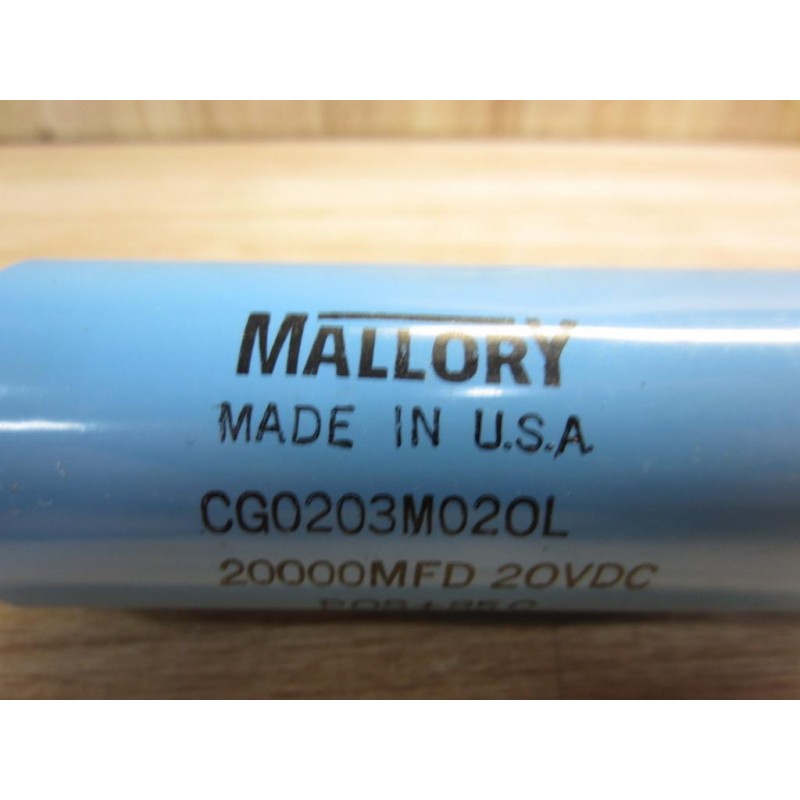 MALLORY
MADE IN U.S.A.
CG0203M020L
20000MFD 20VDC